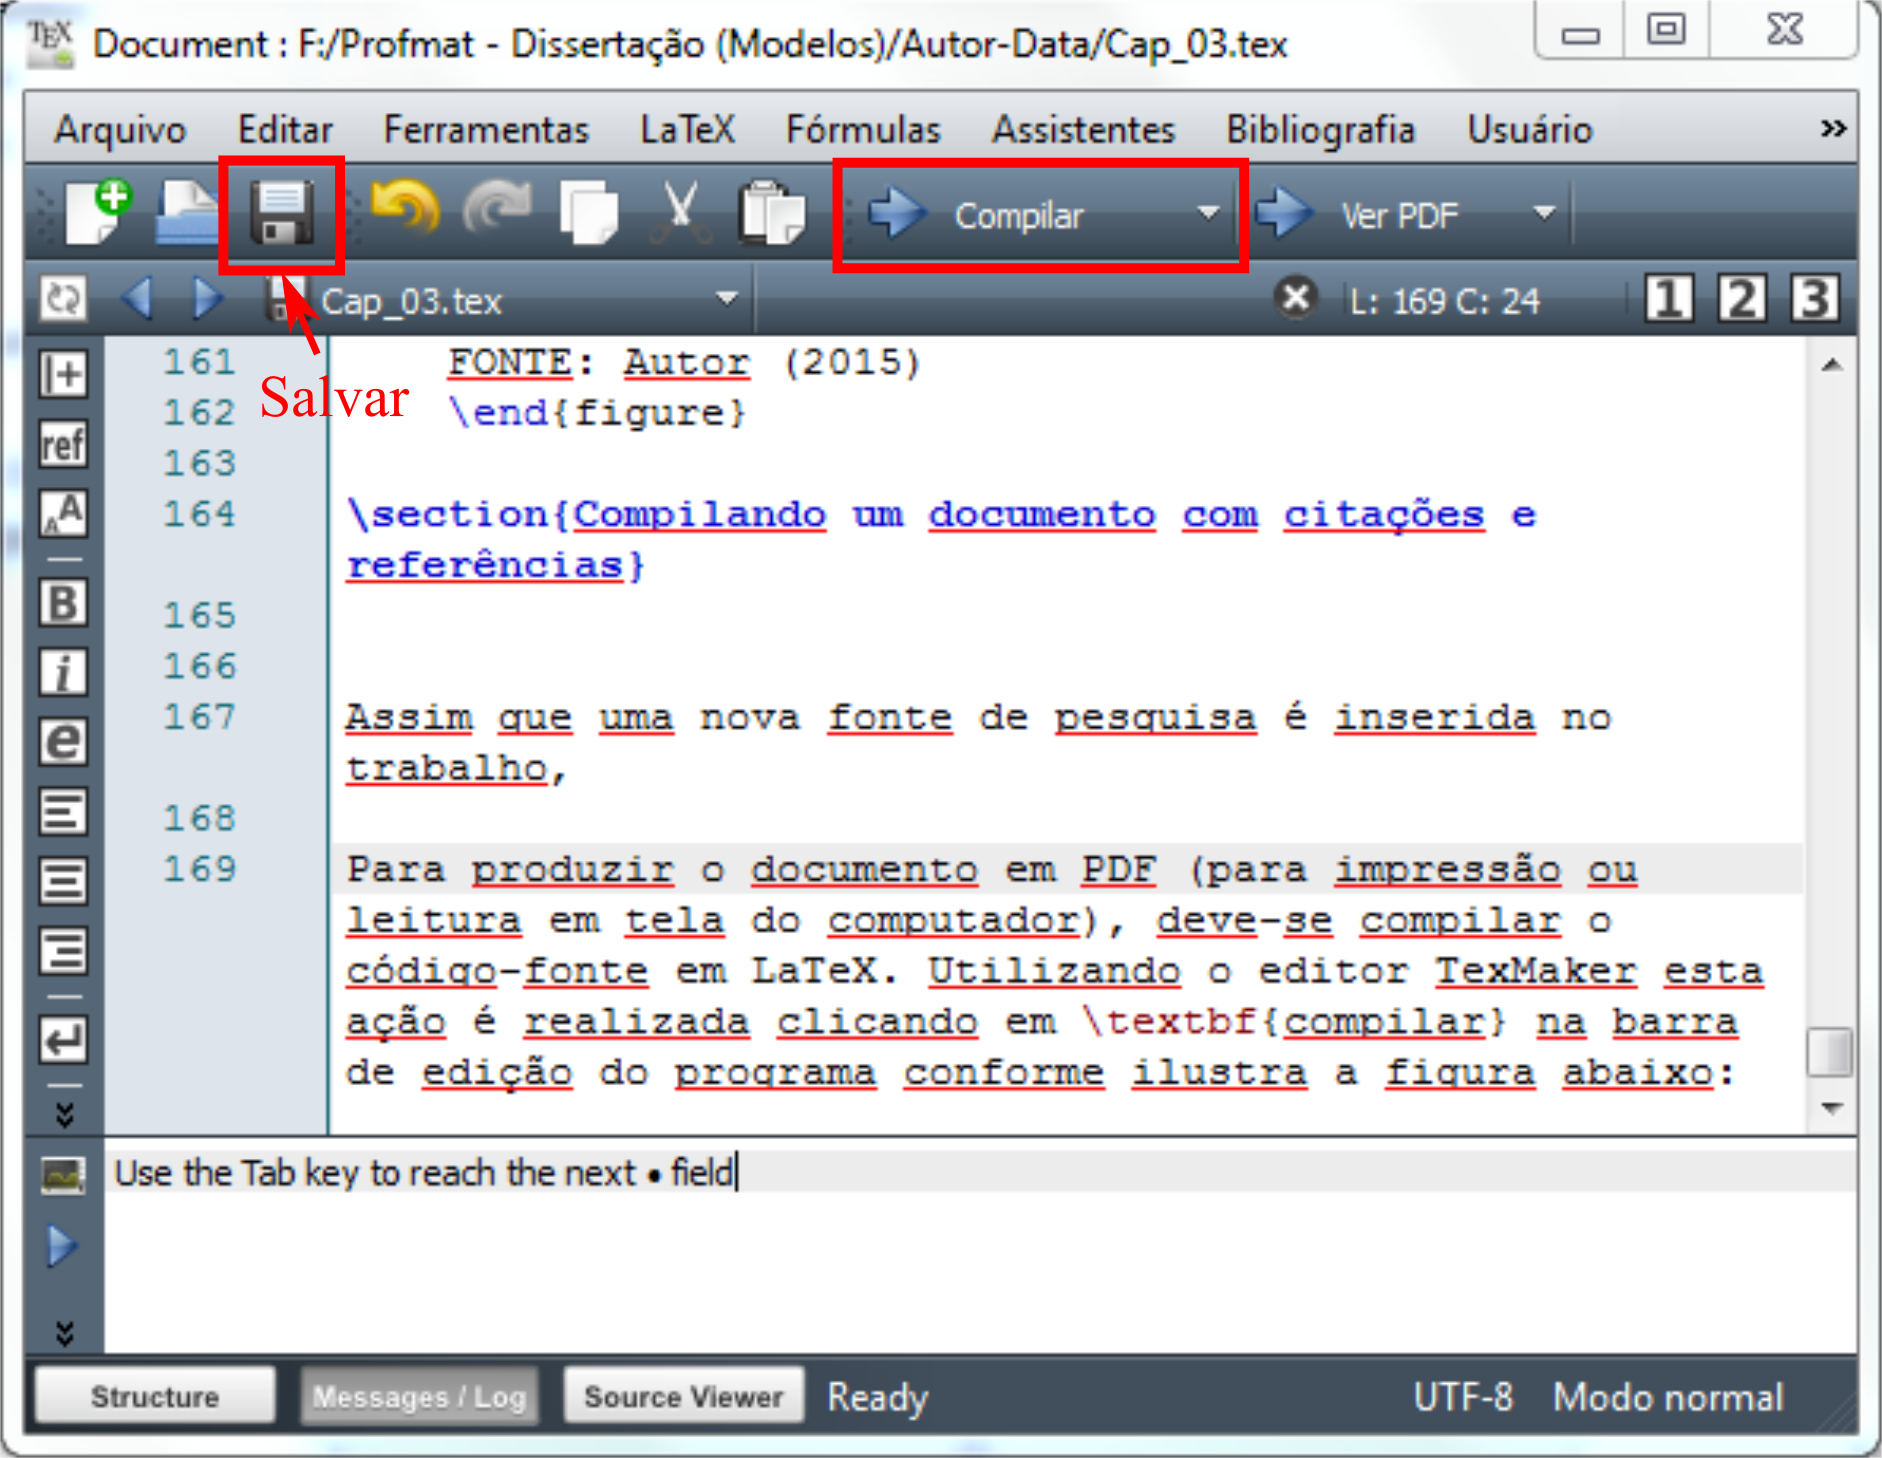 TEX Document : F:/Profmat - Dissertação (Modelos)/Autor-Data/Cap_03.tex
Arquivo Editar Ferramentas LaTeX Fórmulas Assistentes Bibliografia Usuário »
Compilar Ver PDF
Cap_03.tex L: 169 C: 24 1 2 3
Salvar
161 FONTE: Autor (2015)
162 \end{figure}
163
164 \section{Compilando um documento com citações e
referências}
165
166
167 Assim que uma nova fonte de pesquisa é inserida no
trabalho,
168
169 Para produzir o documento em PDF (para impressão ou
leitura em tela do computador), deve-se compilar o
código-fonte em LaTeX. Utilizando o editor TexMaker esta
ação é realizada clicando em \textbf{compilar} na barra
de edição do programa conforme ilustra a figura abaixo:
ref
A A
B
i
e
Use the Tab key to reach the next • field
Structure Messages / Log Source Viewer Ready UTF-8 Modo normal